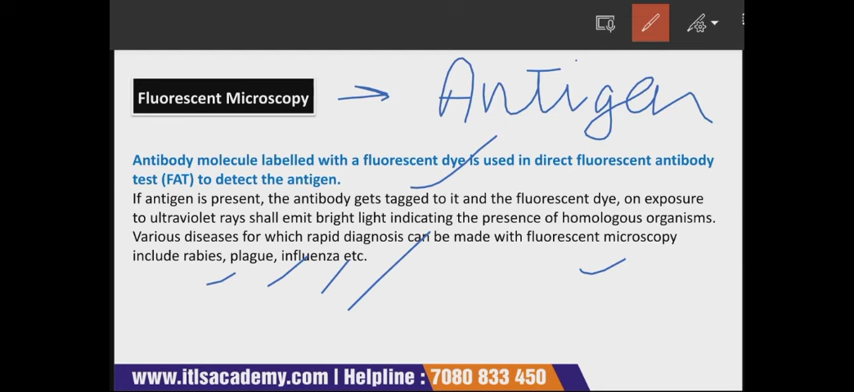 Fluorescent Microscopy → Antigen
Antibody molecule labelled with a fluorescent dye is used in direct fluorescent antibody
test (FAT) to detect the antigen.
If antigen is present, the antibody gets tagged to it and the fluorescent dye, on exposure
to ultraviolet rays shall emit bright light indicating the presence of homologous organisms.
Various diseases for which rapid diagnosis can be made with fluorescent microscopy
include rabies, plague, influenza etc.
www.itlsacademy.com | Helpline : 7080 833 450